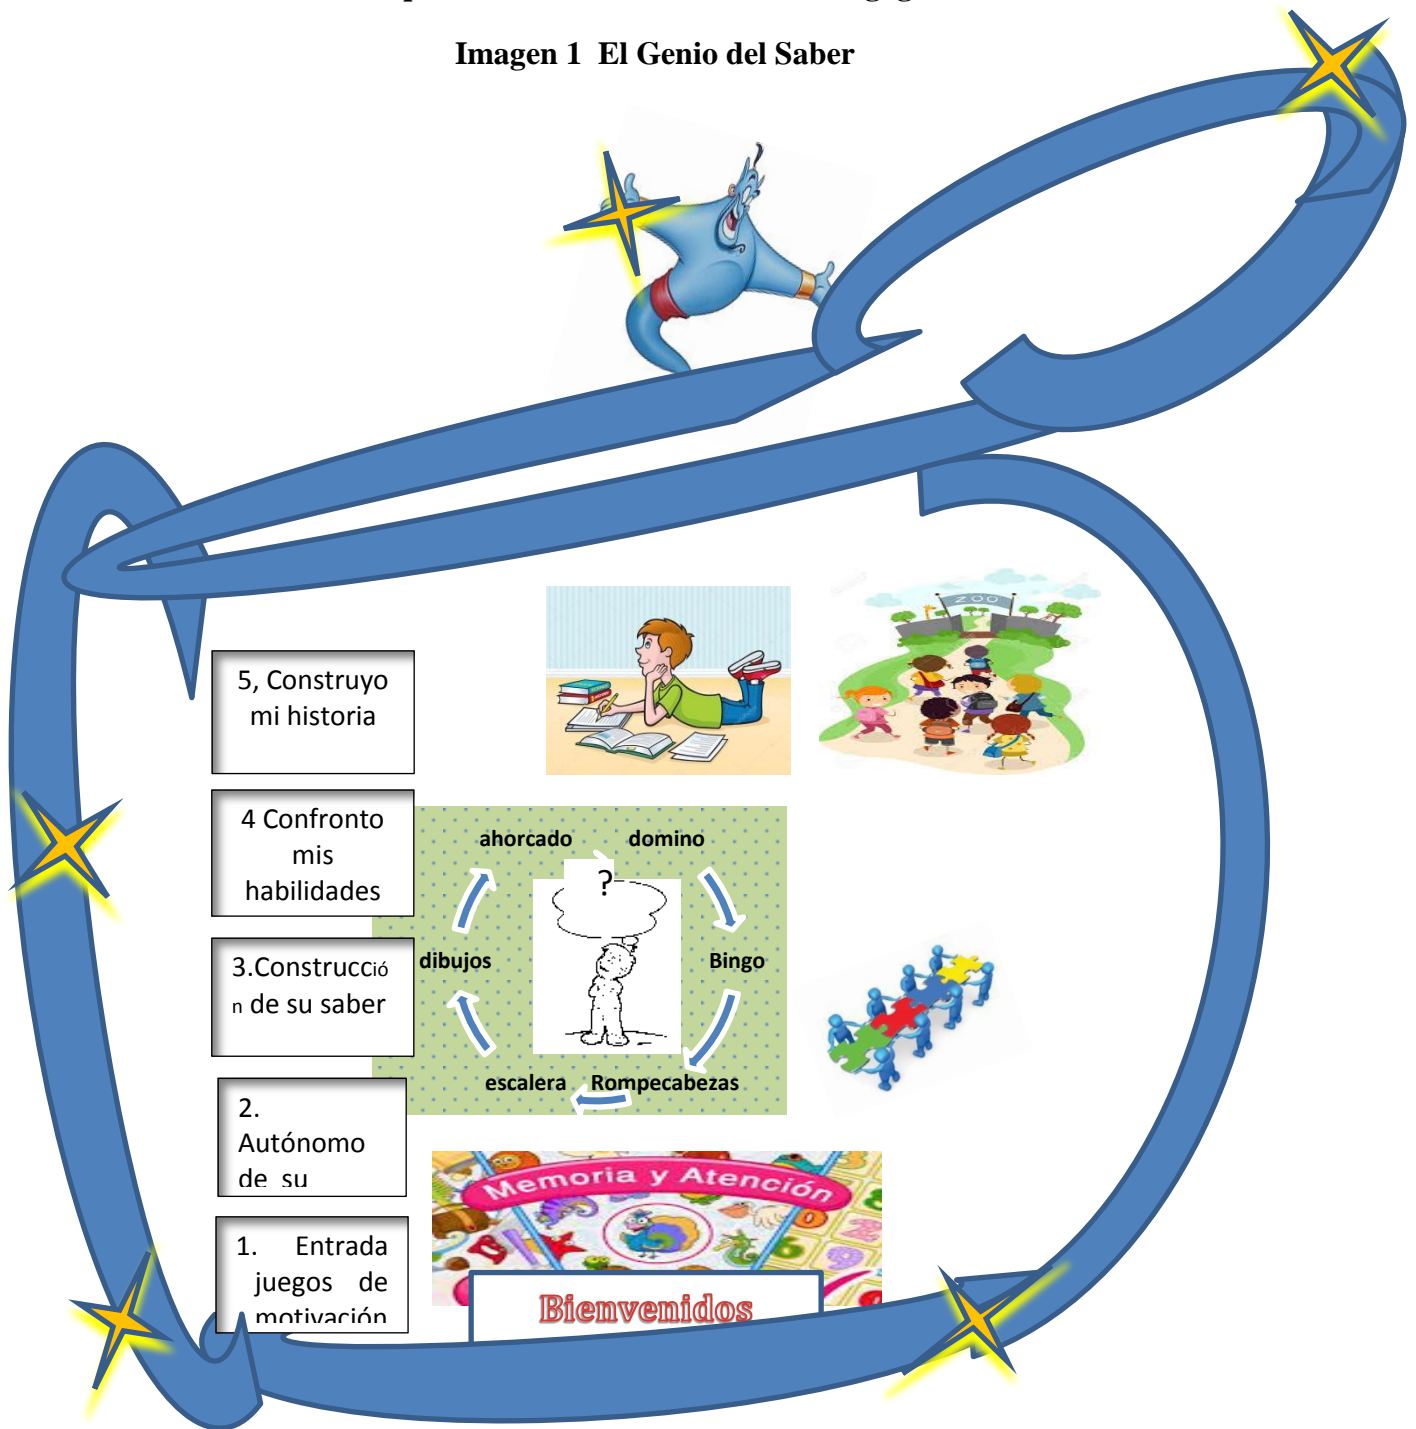 Imagen 1 El Genio del Saber
ZOO
5, Construyo
mi historia
4 Confronto
mis
habilidades
ahorcado
domino
?
3.Construcció
n de su saber
dibujos
Bingo
escalera
Rompecabezas
2.
Autónomo
de su
Memoria y Atención
1. Entrada
juegos de
motivación
Bienvenidos